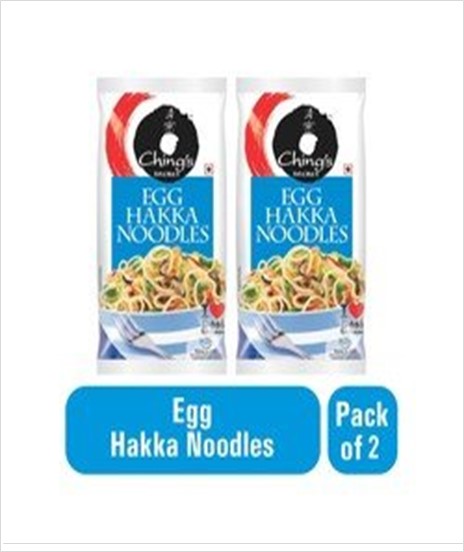 Ching's
SECRET
EGG
HAKKA
NOODLES
Ching's
SECRET
EGG
HAKKA
NOODLES
Egg
Hakka Noodles
Pack
of 2